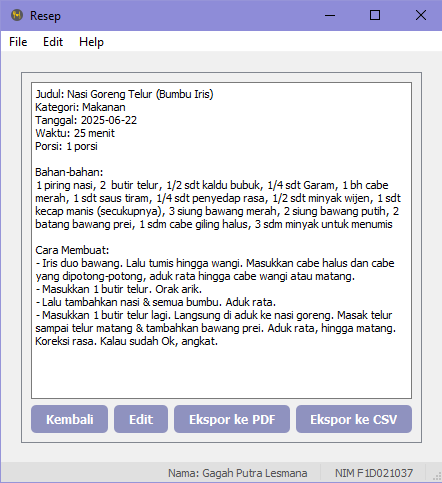 Resep
File Edit Help
Judul: Nasi Goreng Telur (Bumbu Iris)
Kategori: Makanan
Tanggal: 2025-06-22
Waktu: 25 menit
Porsi: 1 porsi
Bahan-bahan:
1 piring nasi, 2  butir telur, 1/2 sdt kaldu bubuk, 1/4 sdt Garam, 1 bh cabe
merah, 1 sdt saus tiram, 1/4 sdt penyedap rasa, 1/2 sdt minyak wijen, 1 sdt
kecap manis (secukupnya), 3 siung bawang merah, 2 siung bawang putih, 2
batang bawang prei, 1 sdm cabe giling halus, 3 sdm minyak untuk menumis
Cara Membuat:
- Iris duo bawang. Lalu tumis hingga wangi. Masukkan cabe halus dan cabe
yang dipotong-potong, aduk rata hingga cabe wangi atau matang.
- Masukkan 1 butir telur. Orak arik.
- Lalu tambahkan nasi & semua bumbu. Aduk rata.
- Masukkan 1 butir telur lagi. Langsung di aduk ke nasi goreng. Masak telur
sampai telur matang & tambahkan bawang prei. Aduk rata, hingga matang.
Koreksi rasa. Kalau sudah Ok, angkat.
Kembali Edit Ekspor ke PDF Ekspor ke CSV
Nama: Gagah Putra Lesmana NIM F1D021037